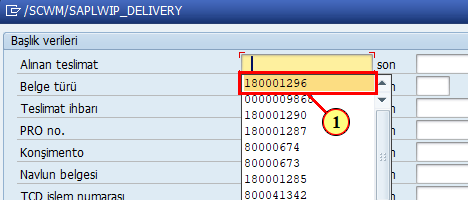 /SCWM/SAPLWIP_DELIVERY
Başlık verileri
Alınan teslimat son
180001296
Belge türü
0000009868
Teslimat ihbarı
180001290
PRO no.
180001287
80000674
Konşimento
80000673
Navlun belgesi
180001285
TCD işlem numarası
800041342
1